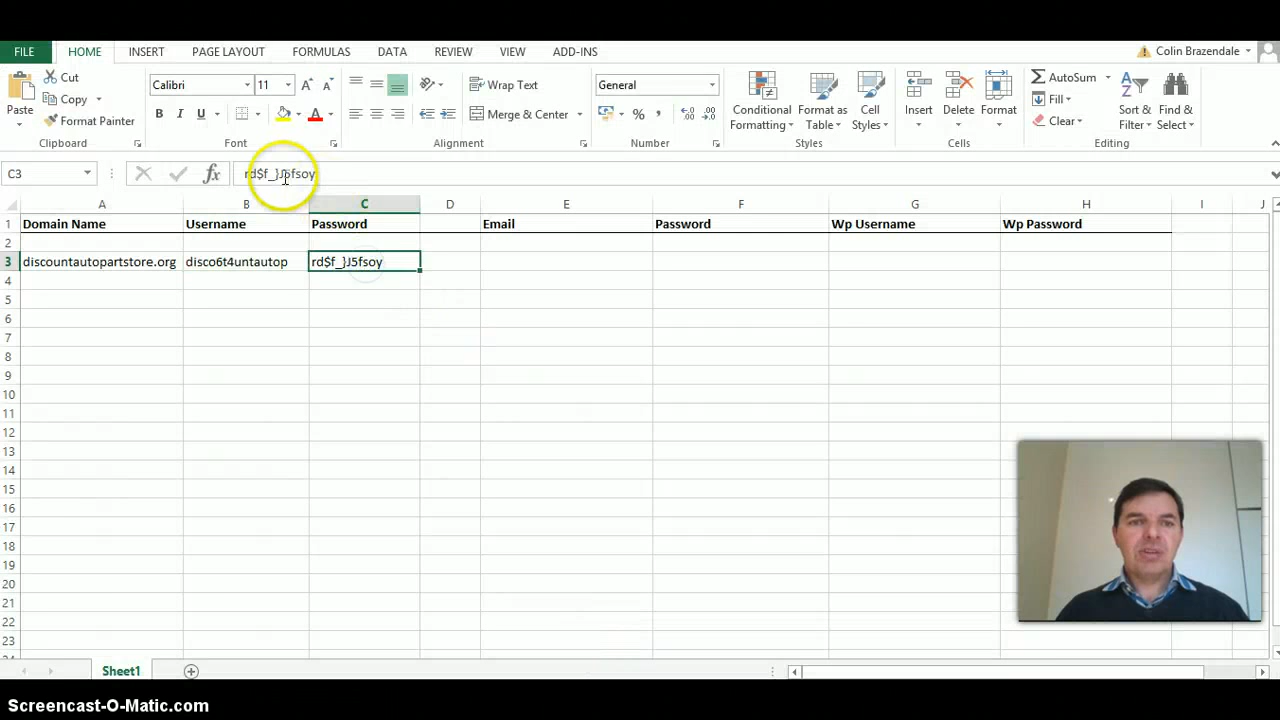 FILE HOME INSERT PAGE LAYOUT FORMULAS DATA REVIEW VIEW ADD-INS Colin Brazendale
Cut
Copy
Format Painter
Paste
Clipboard
Calibri 11
B I U
Font
Wrap Text
Merge & Center
Alignment
General
%
Number
Conditional Formatting
Format as Table
Cell Styles
Styles
Insert
Delete
Format
Cells
AutoSum
Fill
Clear
Sort & Filter
Find & Select
Editing
C3 fx rd$f_}J5fsoy
A B C D E F G H I J
1 Domain Name Username Password Email Password Wp Username Wp Password
2
3 discountautopartstore.org disco6t4untautop rd$f_}J5fsoy
4
5
6
7
8
9
10
11
12
13
14
15
16
17
18
19
20
21
22
23
Sheet1
Screencast-O-Matic.com